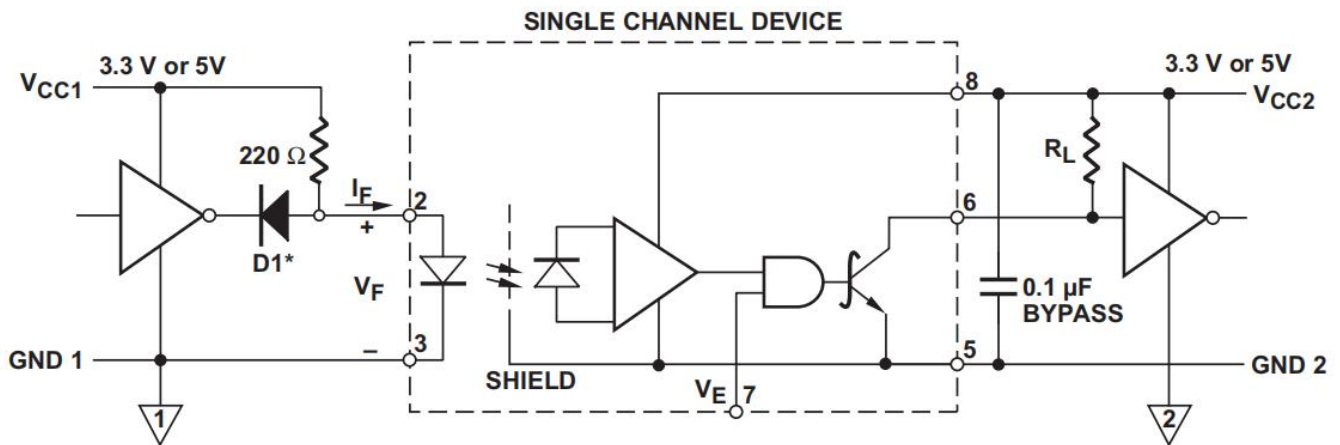 SINGLE CHANNEL DEVICE
3.3 V or 5V
VCC1
220 Ω
IF
+
D1*
VF
–
GND 1
1
2
3
SHIELD
VE
7
8
6
5
3.3 V or 5V
VCC2
RL
0.1 µF
BYPASS
GND 2
2